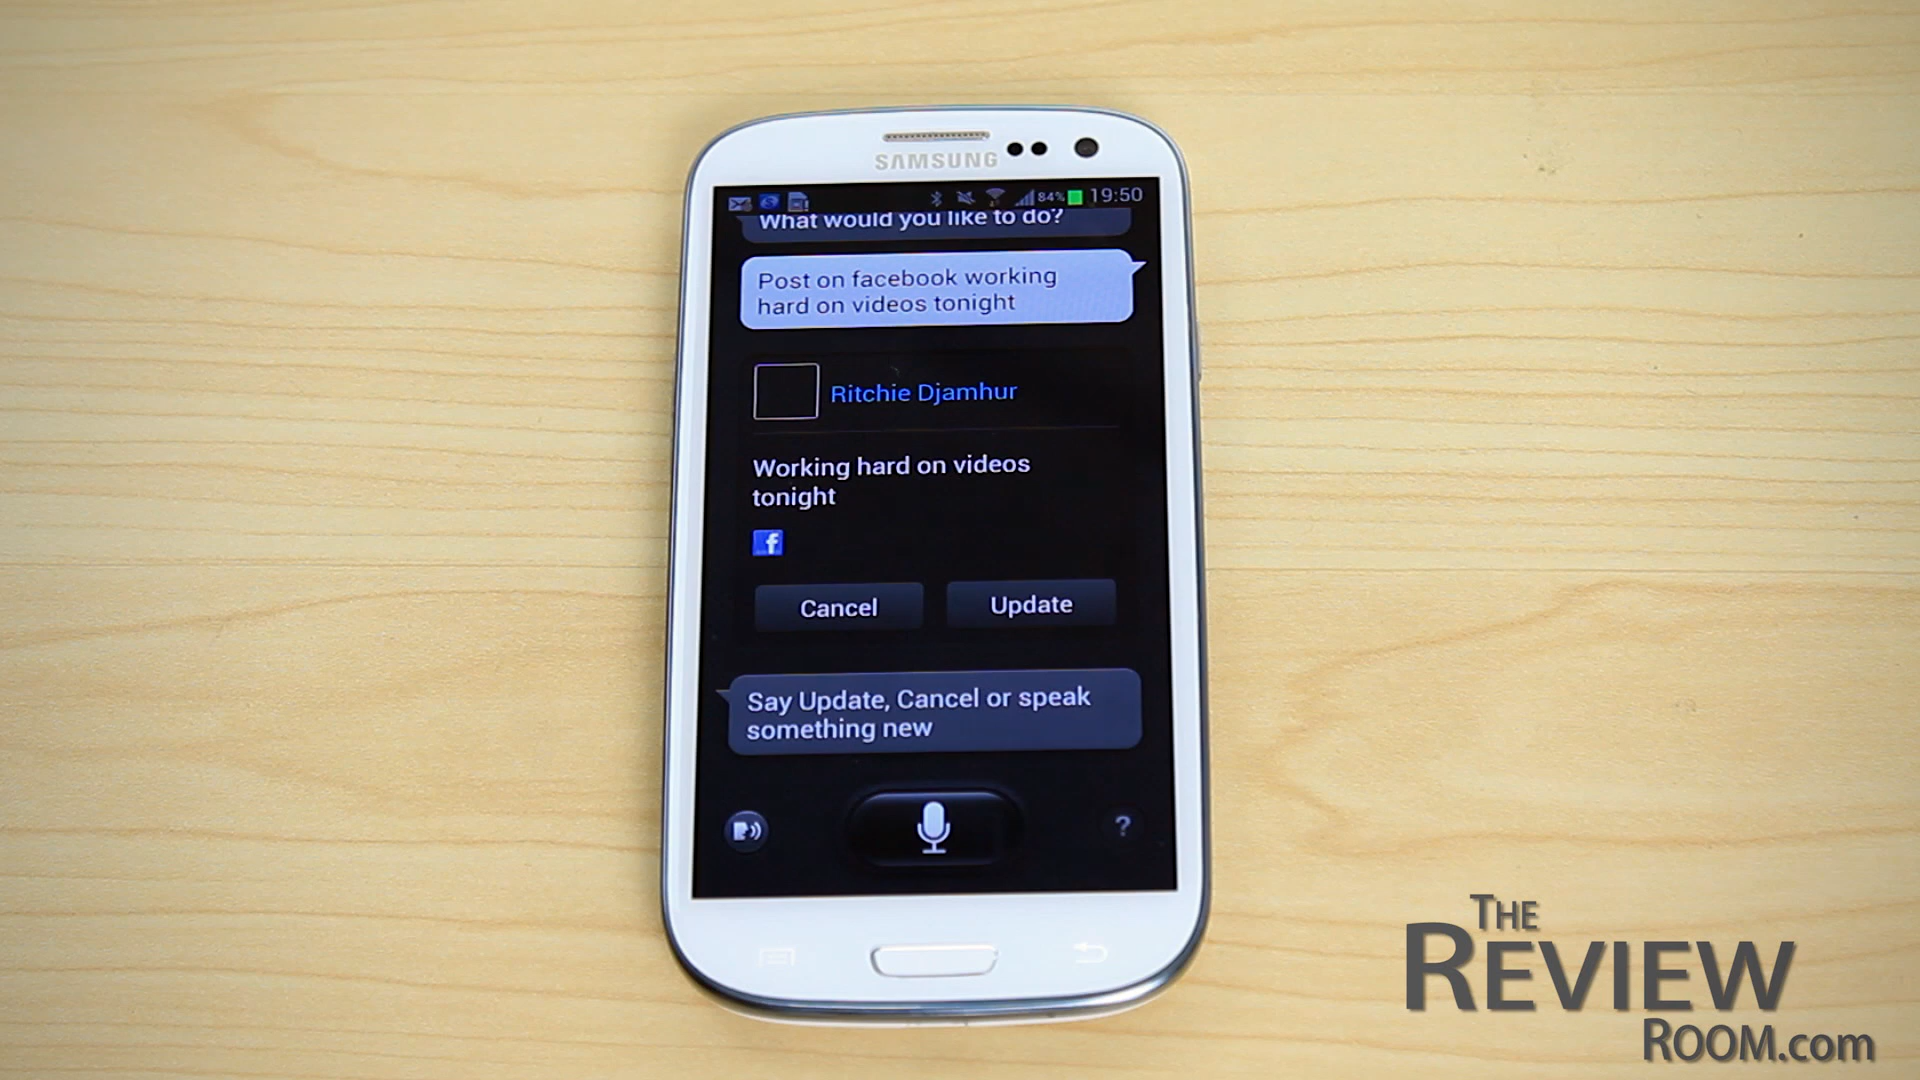 SAMSUNG
84% 19:50
What would you like to do?
Post on facebook working
hard on videos tonight
Ritchie Djamhur
Working hard on videos
tonight
f
Cancel Update
Say Update, Cancel or speak
something new
?
THE
REVIEW
ROOM.com